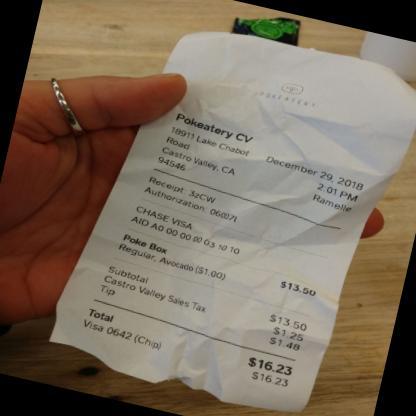 POKEATERY
Pokeatery CV
18911 Lake Chabot
Road
Castro Valley, CA
94546
December 29, 2018
2:01 PM
Ramelle
Receipt: 3zCW
Authorization:
CHASE VISA
AID A0 00 00 00 03 10 10
Poke Box $13.50
Regular, Avocado ($1.00)
Subtotal $13.50
Castro Valley Sales Tax $1.25
Tip $1.48
Total $16.23
Visa 0642 (Chip) $16.23